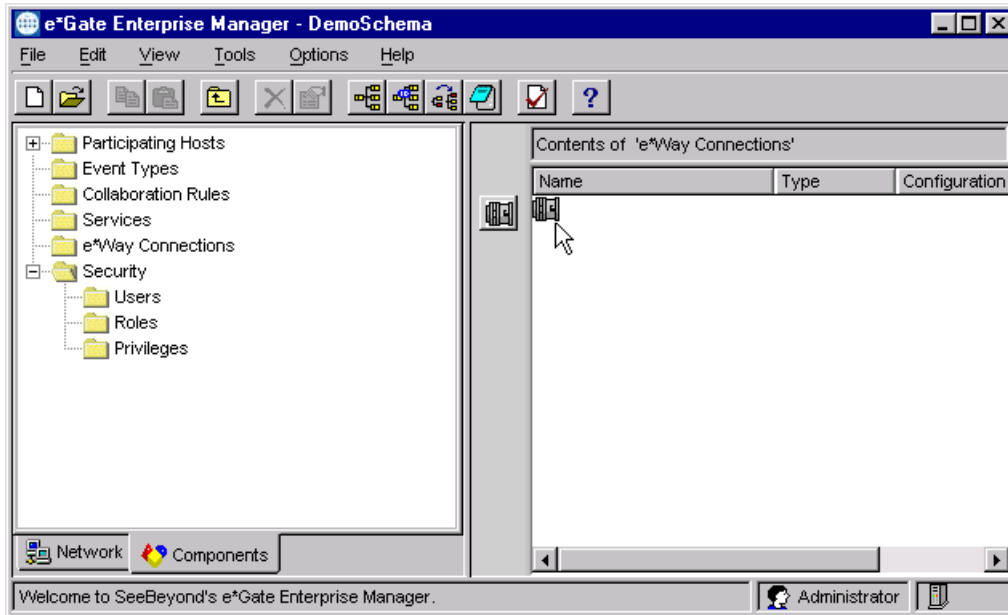 e*Gate Enterprise Manager - DemoSchema
File Edit View Tools Options Help
?
Participating Hosts
Event Types
Collaboration Rules
Services
e*Way Connections
Security
Users
Roles
Privileges
Contents of 'e*Way Connections'
Name Type Configuration
Network Components
Welcome to SeeBeyond's e*Gate Enterprise Manager.
Administrator